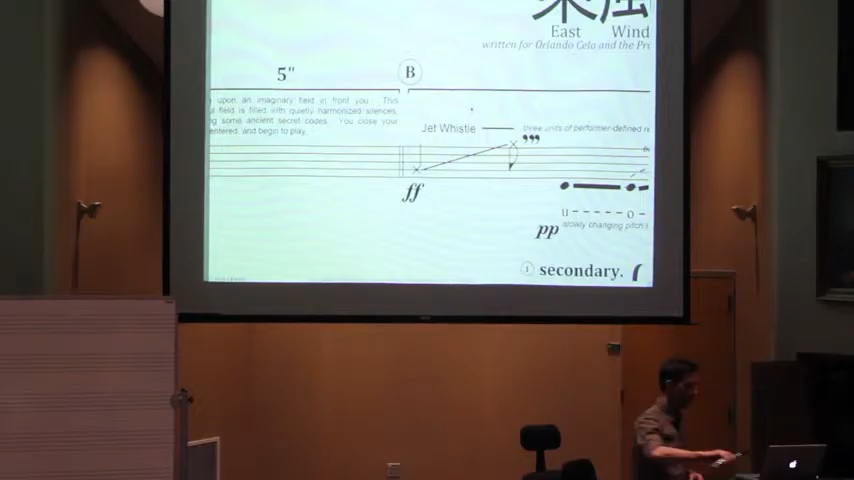 東風
East Wind
written for Orlando Cela and the Pr
5"
B
upon an imaginary field in front you. This
field is filled with quietly harmonized silences,
g some ancient secret codes. You close your
entered, and begin to play.
Jet Whistle
three units of performer-defined r
ff
u - - - - - o -
pp
slowly changing pitch
i secondary.